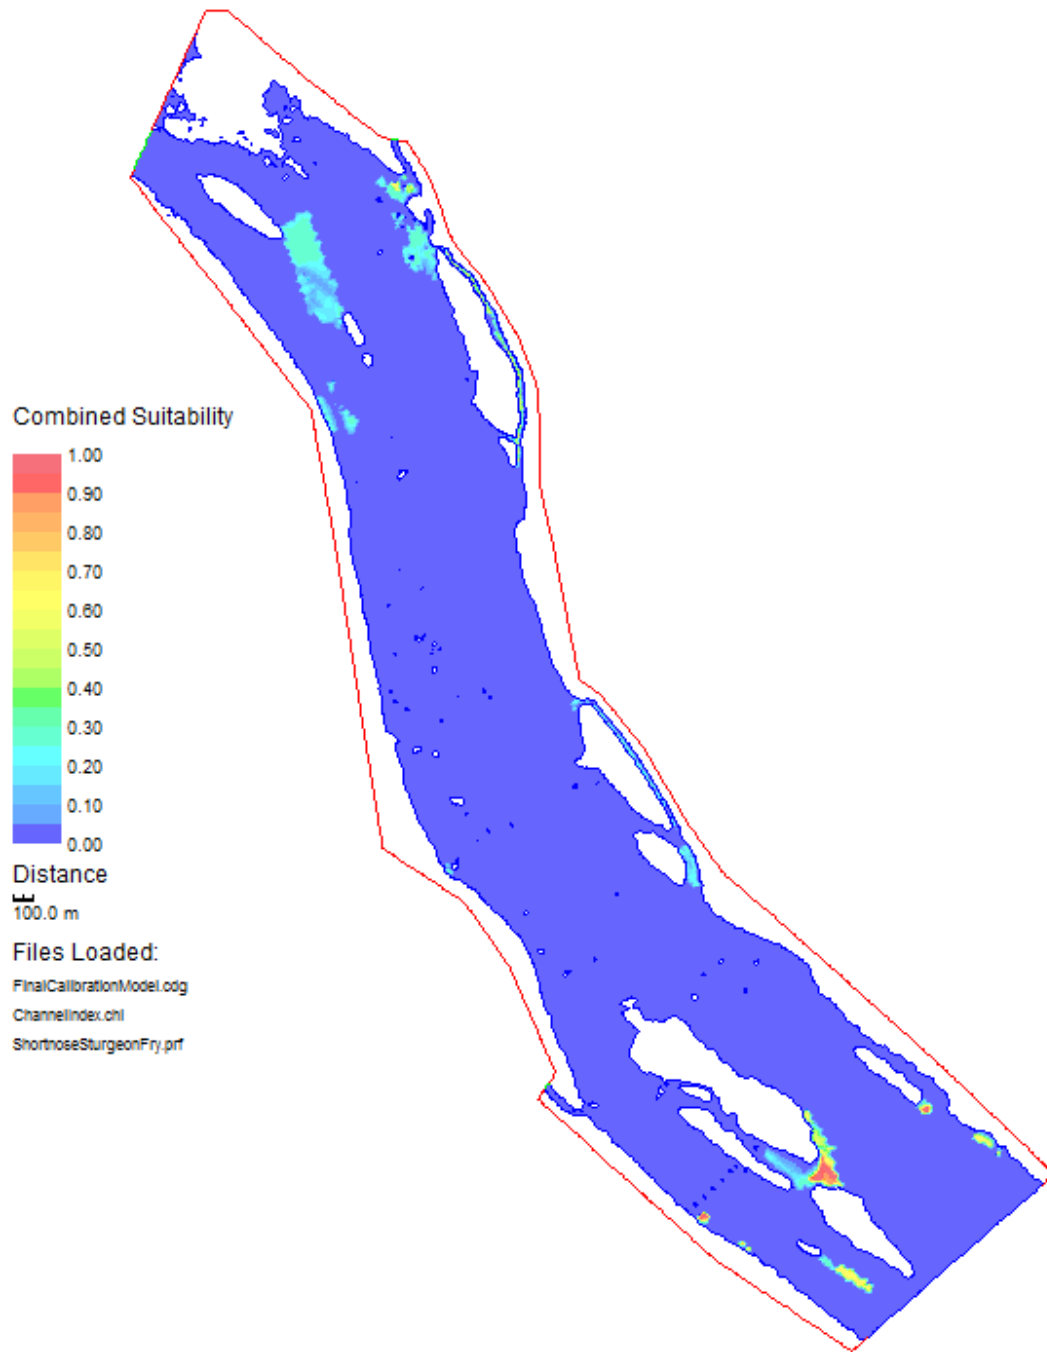 Combined Suitability
1.00
0.90
0.80
0.70
0.60
0.50
0.40
0.30
0.20
0.10
0.00
Distance
100.0 m
Files Loaded:
FinalCalibrationModel.cdg
ChannelIndex.chi
ShortnoseSturgeonFry.prf